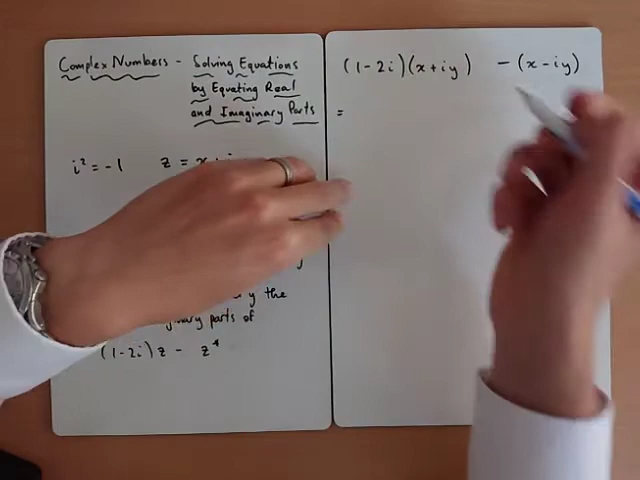 Complex Numbers - Solving Equations
by Equating Real
and Imaginary Parts
i² = -1 z = x
y the
parts of
(1-2i)z - z*
(1-2i)(x+iy) -(x-iy)
=